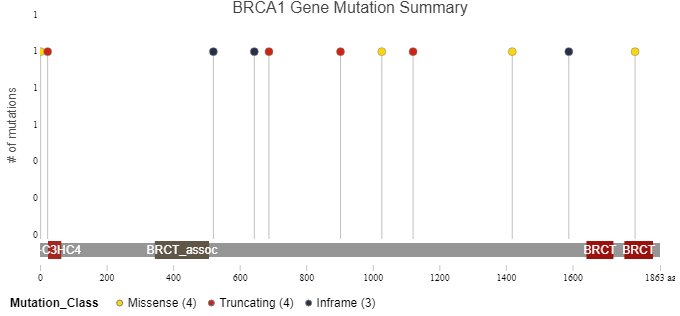 BRCA1 Gene Mutation Summary
1
1
1
1
0
0
0
# of mutations
C3HC4 BRCT_assoc BRCT BRCT
0 200 400 600 800 1000 1200 1400 1600 1863 aa
Mutation_Class Missense (4) Truncating (4) Inframe (3)